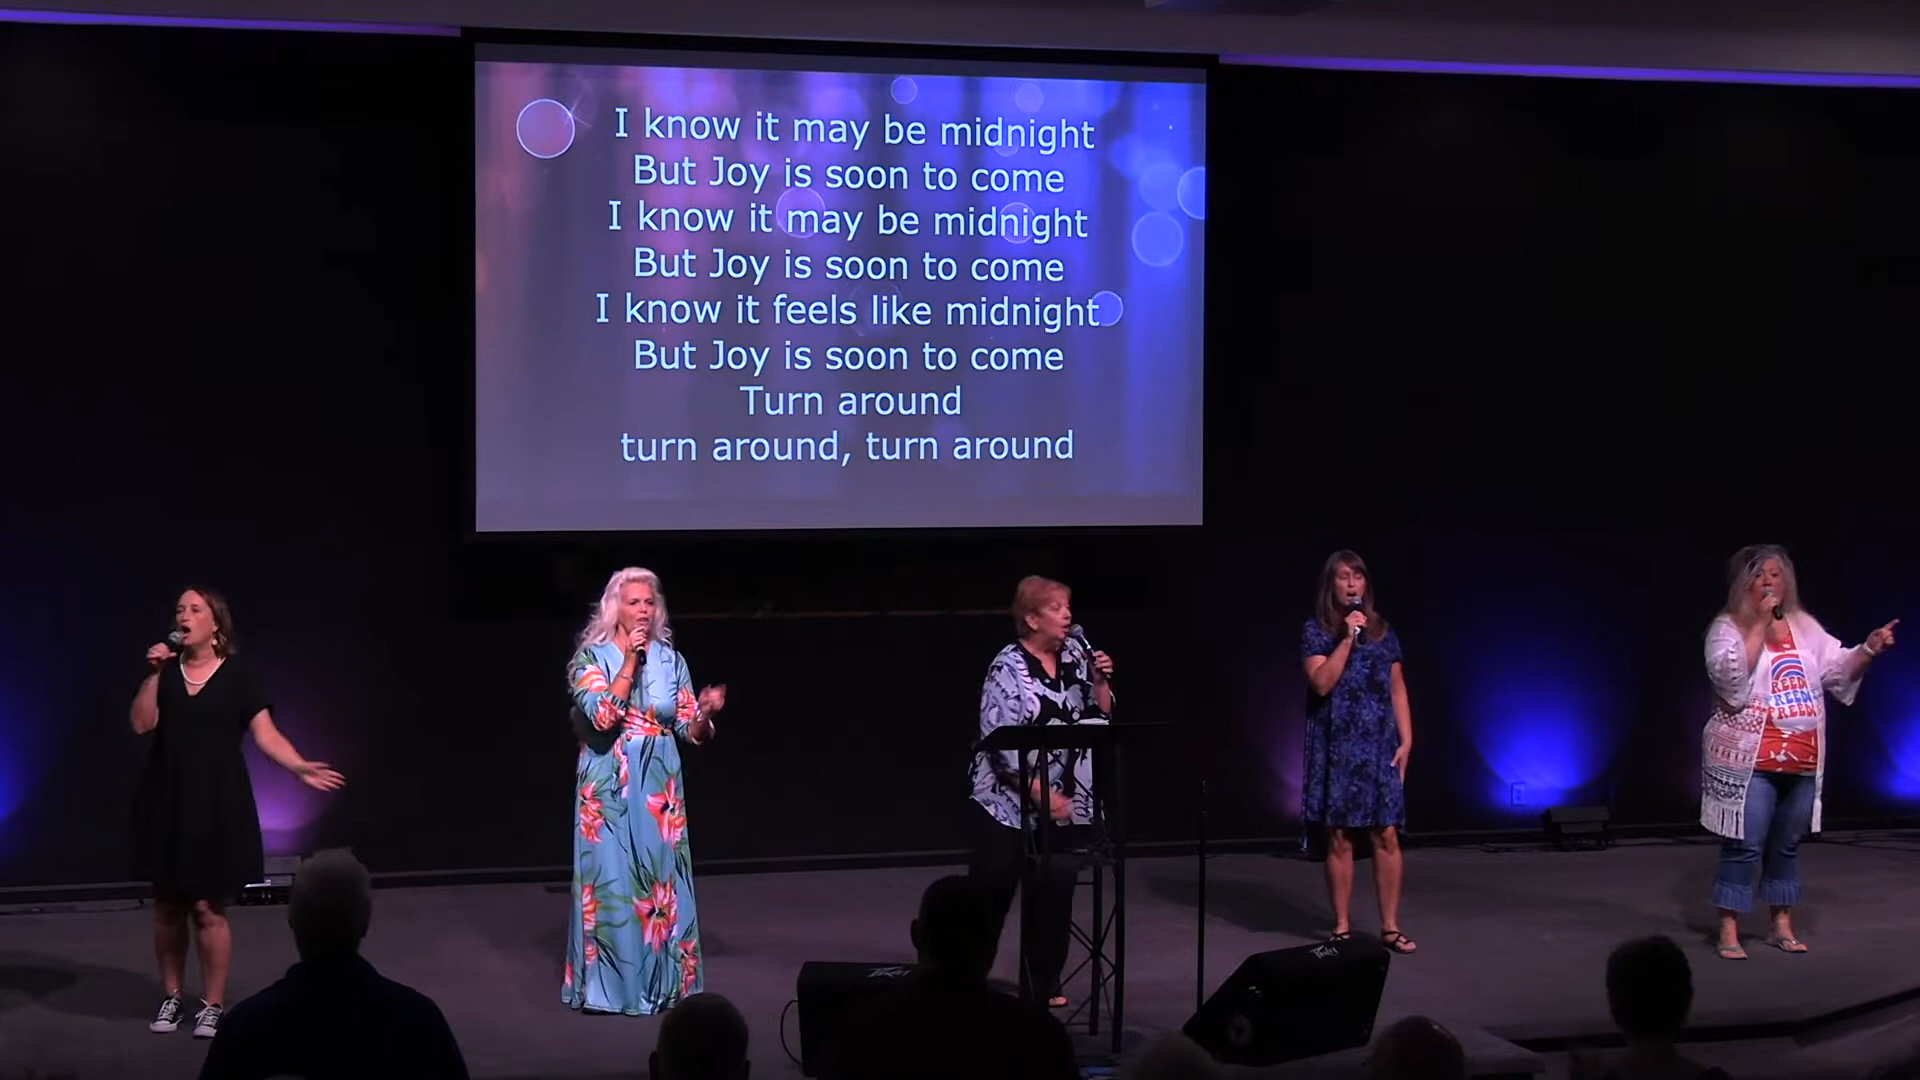 I know it may be midnight
But Joy is soon to come
I know it may be midnight
But Joy is soon to come
I know it feels like midnight
But Joy is soon to come
Turn around
turn around, turn around